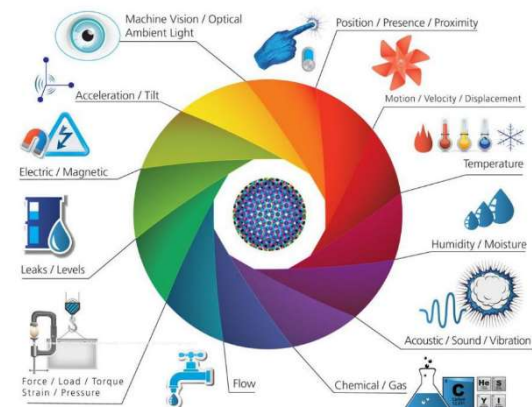 Machine Vision / Optical
Ambient Light
Position / Presence / Proximity
Acceleration / Tilt
Motion / Velocity / Displacement
Electric / Magnetic
Temperature
Leaks / Levels
Humidity / Moisture
Force / Load / Torque
Strain / Pressure
Flow
Chemical / Gas
Acoustic / Sound / Vibration
C
He
S
Y
I